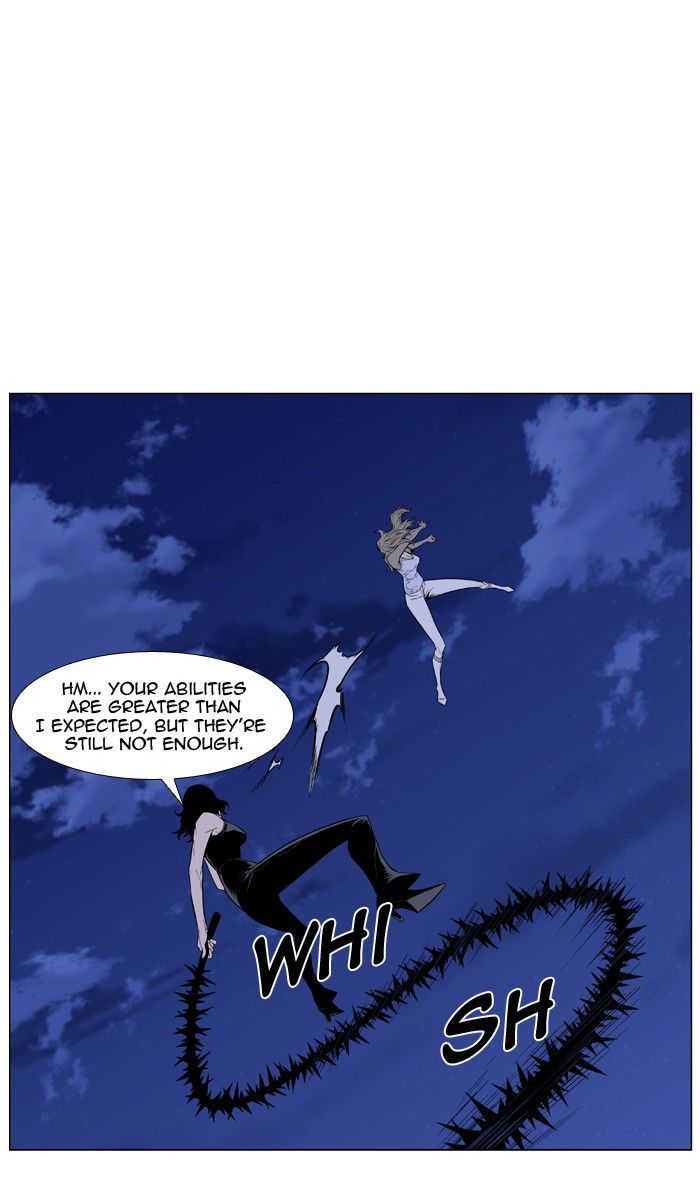 HM... YOUR ABILITIES
ARE GREATER THAN
I EXPECTED, BUT THEY'RE
STILL NOT ENOUGH.
WHI
SH